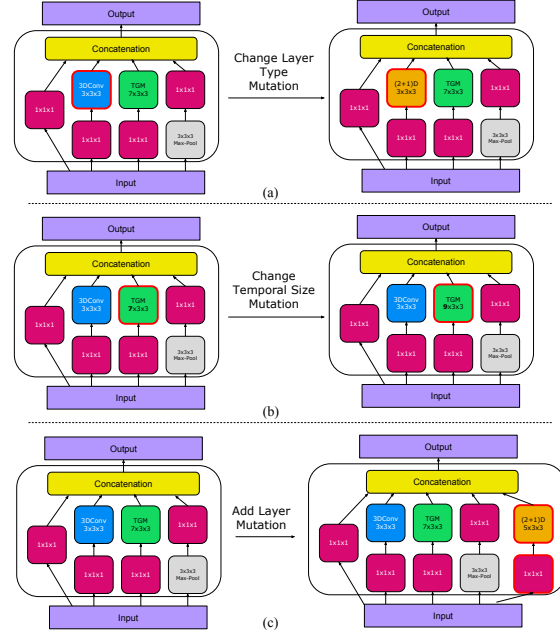 Output
Concatenation
3DConv
3x3x3
TGM
7x3x3
1x1x1
1x1x1
1x1x1
1x1x1
3x3x3
Max-Pool
Input
Change Layer
Type
Mutation
Output
Concatenation
(2+1)D
3x3x3
TGM
7x3x3
1x1x1
1x1x1
1x1x1
1x1x1
3x3x3
Max-Pool
Input
(a)
Output
Concatenation
3DConv
3x3x3
TGM
7x3x3
1x1x1
1x1x1
1x1x1
1x1x1
3x3x3
Max-Pool
Input
Change
Temporal Size
Mutation
Output
Concatenation
3DConv
3x3x3
TGM
9x3x3
1x1x1
1x1x1
1x1x1
1x1x1
3x3x3
Max-Pool
Input
(b)
Output
Concatenation
3DConv
3x3x3
TGM
7x3x3
1x1x1
1x1x1
1x1x1
1x1x1
3x3x3
Max-Pool
Input
Add Layer
Mutation
Output
Concatenation
3DConv
3x3x3
TGM
7x3x3
1x1x1
(2+1)D
5x3x3
1x1x1
1x1x1
1x1x1
3x3x3
Max-Pool
1x1x1
Input
(c)